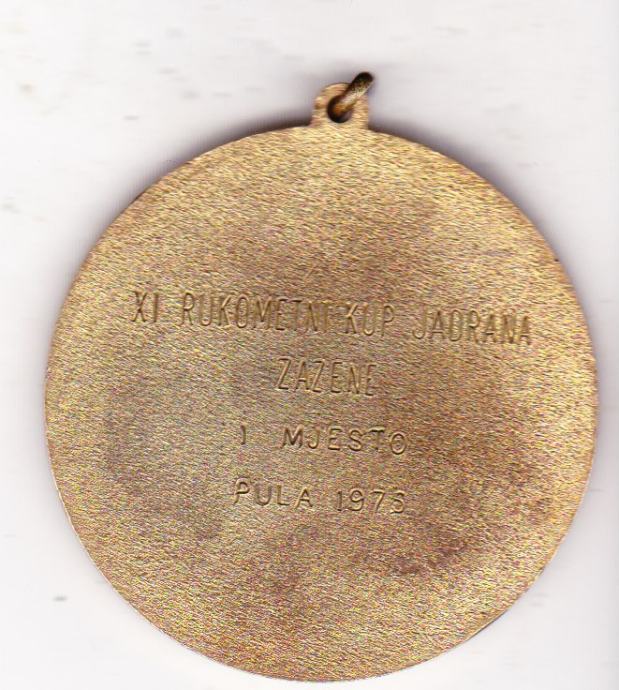 XI RUKOMETNI KUP JADRANA
ZAZENE
I MJESTO
PULA